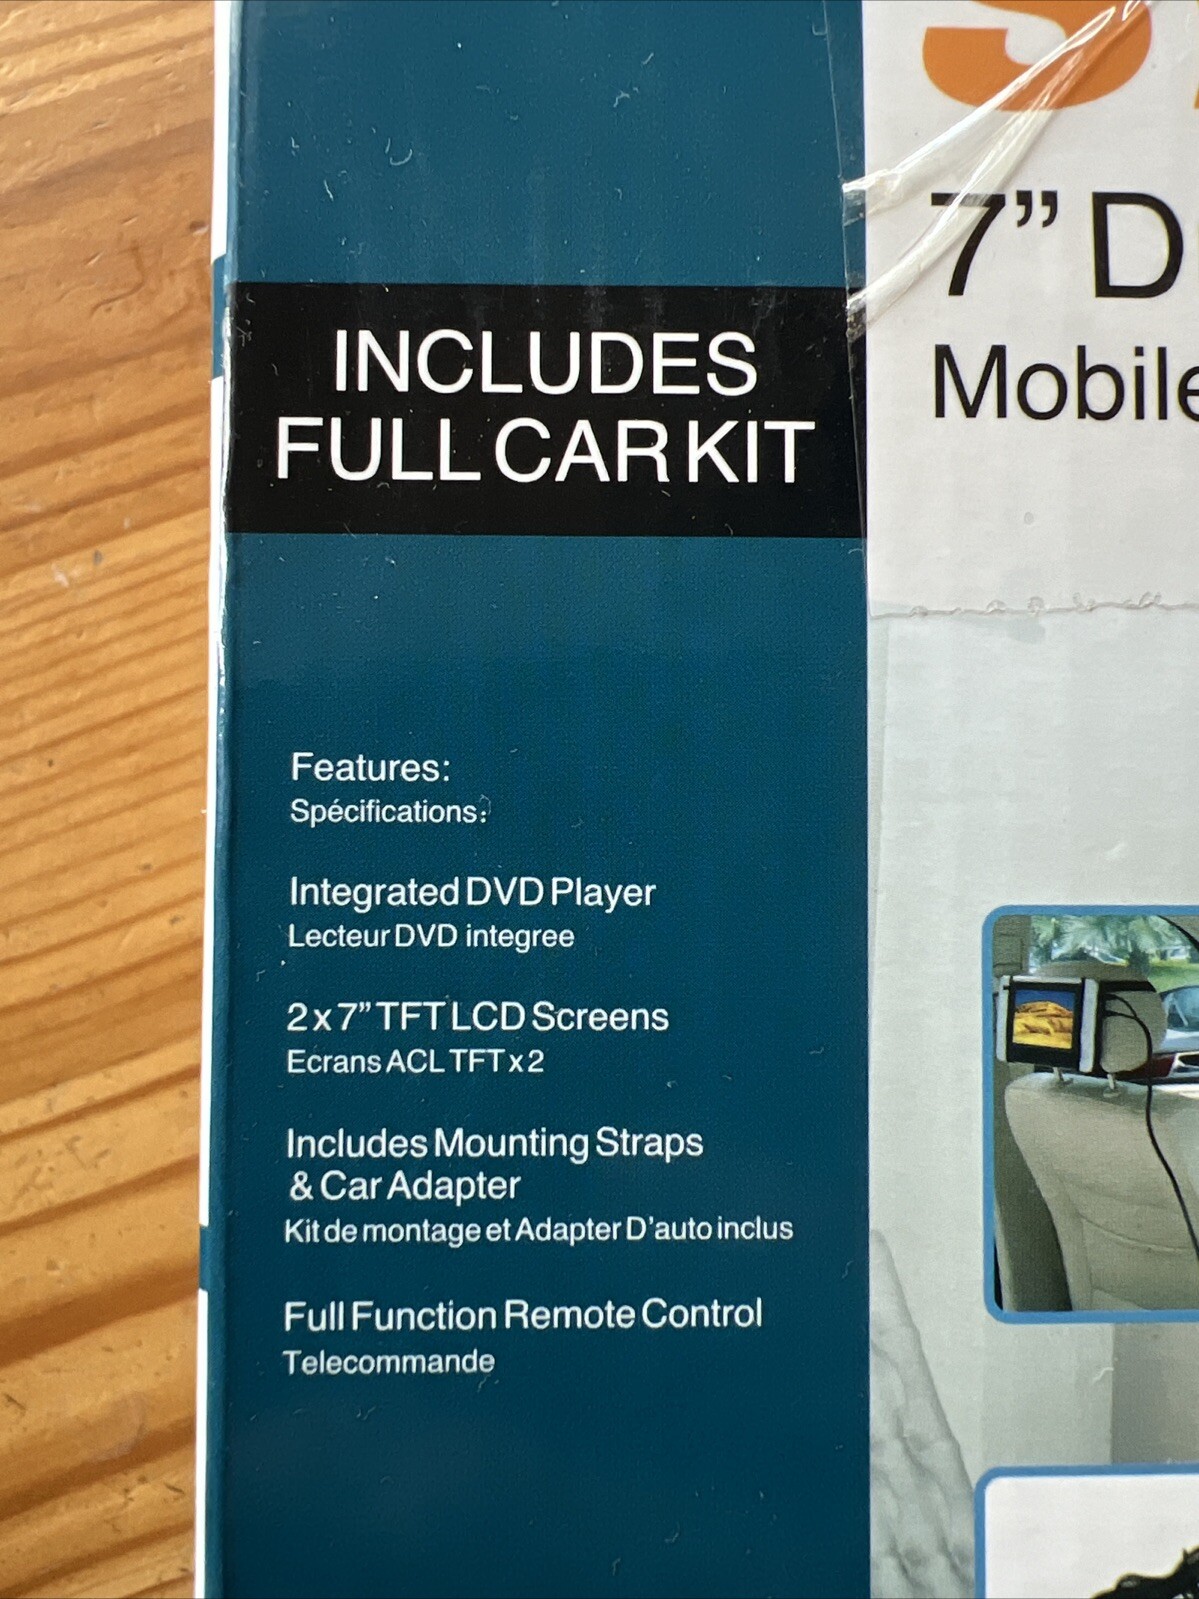 7” D
Mobile
INCLUDES
FULL CAR KIT
Features:
Spécifications:
Integrated DVD Player
Lecteur DVD integree
2 x 7” TFT LCD Screens
Ecrans ACL TFT x 2
Includes Mounting Straps
& Car Adapter
Kit de montage et Adapter D'auto inclus
Full Function Remote Control
Telecommande